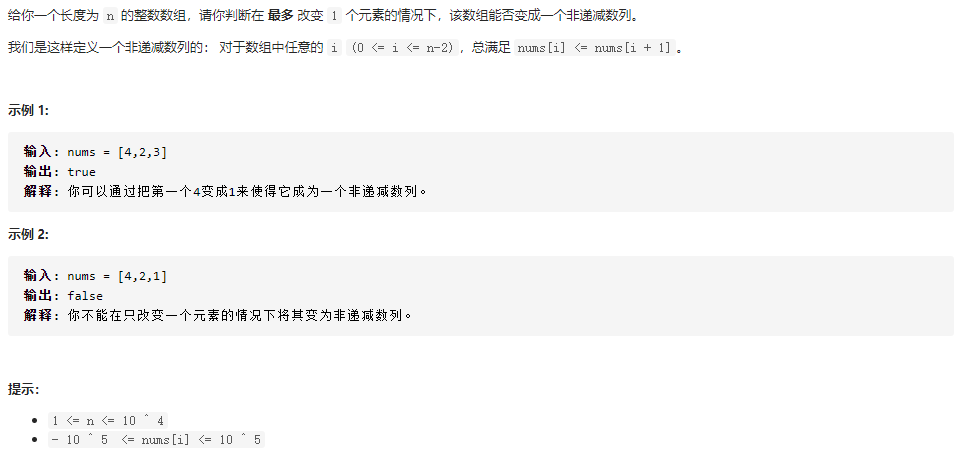 给你一个长度为 n 的整数数组，请你判断在 最多 改变 1 个元素的情况下，该数组能否变成一个非递减数列。
我们是这样定义一个非递减数列的： 对于数组中任意的 i (0 <= i <= n-2)，总满足 nums[i] <= nums[i + 1]。
示例 1:
输入: nums = [4,2,3]
输出: true
解释: 你可以通过把第一个4变成1来使得它成为一个非递减数列。
示例 2:
输入: nums = [4,2,1]
输出: false
解释: 你不能在只改变一个元素的情况下将其变为非递减数列。
提示：
• 1 <= n <= 10 ^ 4
• - 10 ^ 5 <= nums[i] <= 10 ^ 5